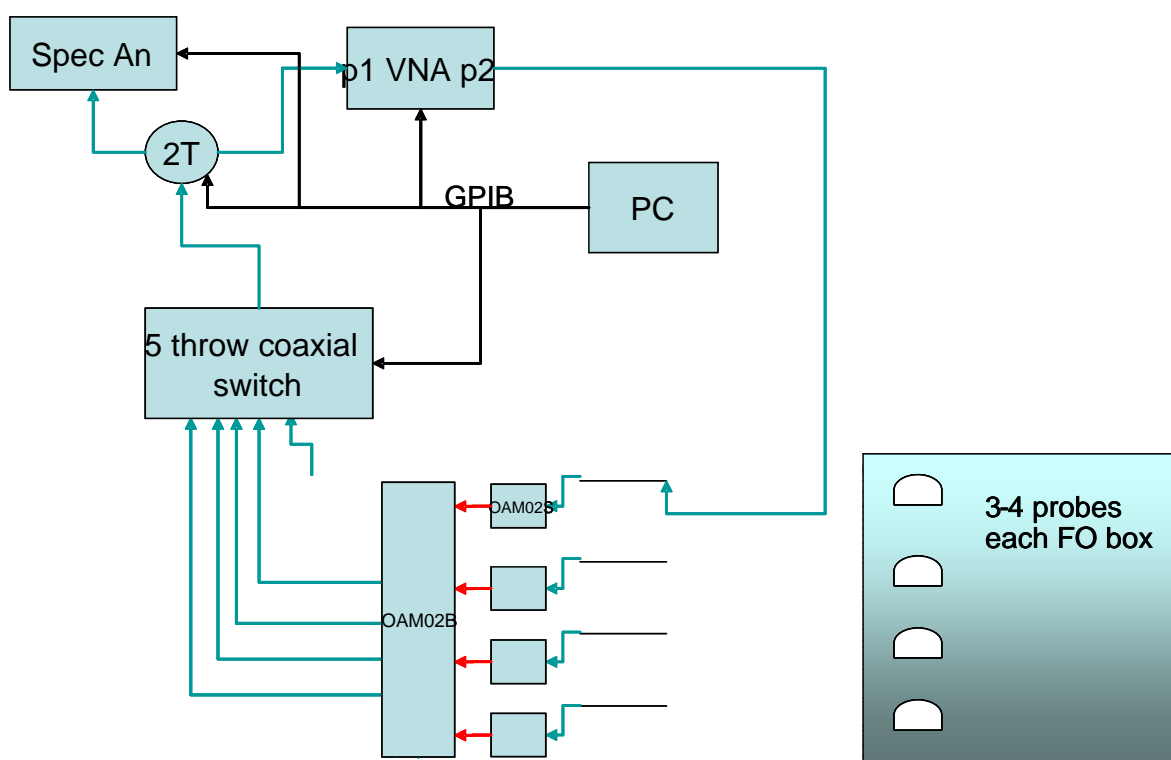 Spec An
p1 VNA p2
2T
GPIB
PC
5 throw coaxial
switch
OAM02S
OAM02B
3-4 probes
each FO box